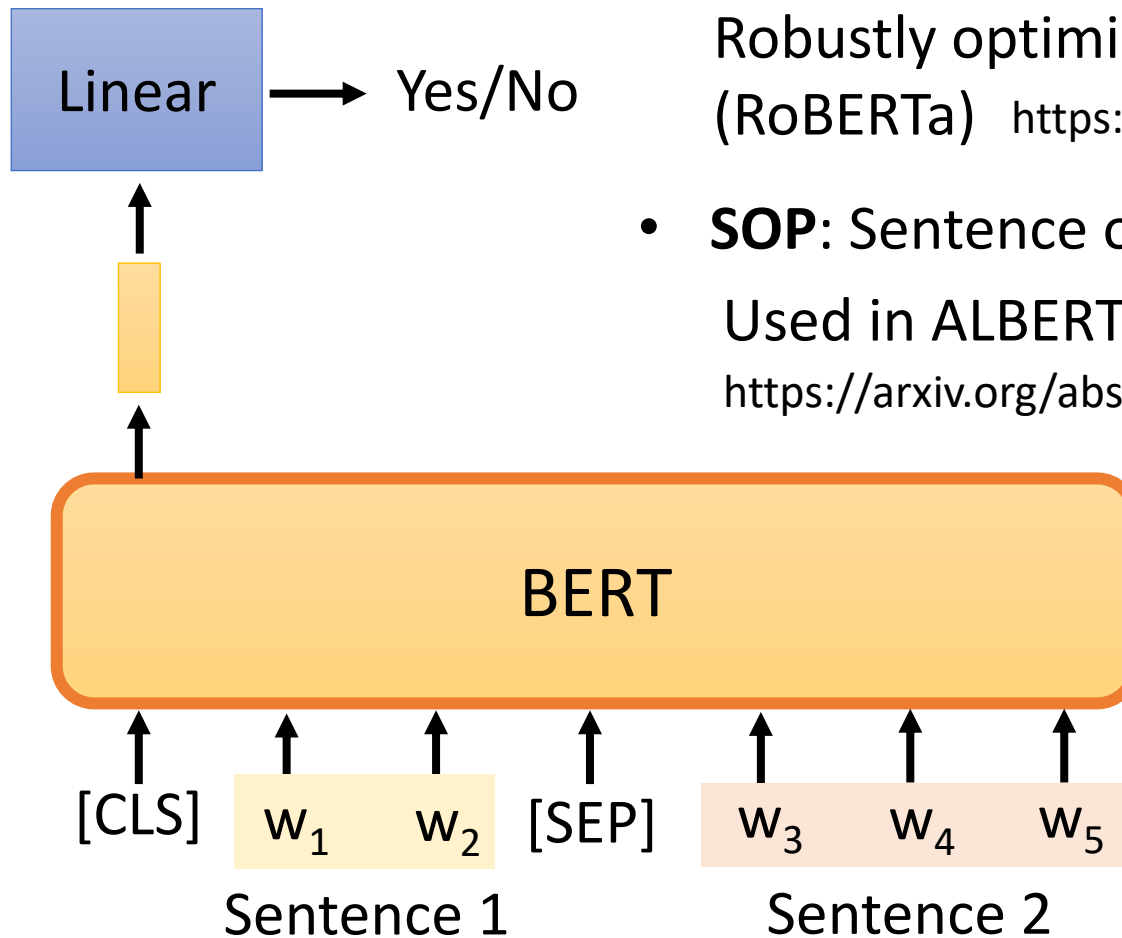 Linear
Yes/No
Robustly optimi
(RoBERTa) https:
• SOP: Sentence
Used in ALBERT
https://arxiv.org/abs
BERT
[CLS] w₁ w₂ [SEP] w₃ w₄ w₅
Sentence 1 Sentence 2